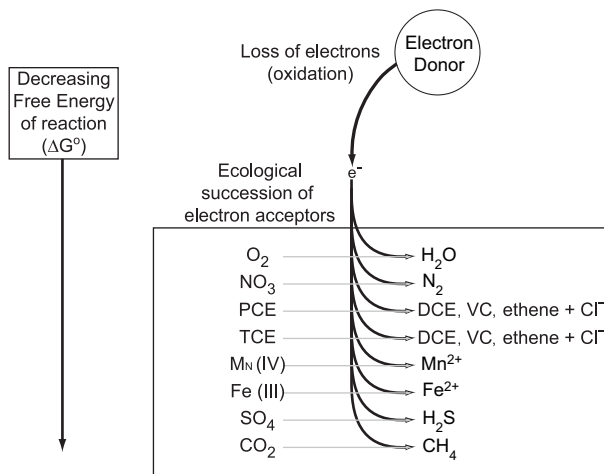 Loss of electrons
(oxidation)
Electron
Donor
Decreasing
Free Energy
of reaction
(ΔG°)
e⁻
Ecological
succession of
electron acceptors
O₂ H₂O
NO₃ N₂
PCE DCE, VC, ethene + Cl⁻
TCE DCE, VC, ethene + Cl⁻
Mɴ (IV) Mn²⁺
Fe (III) Fe²⁺
SO₄ H₂S
CO₂ CH₄